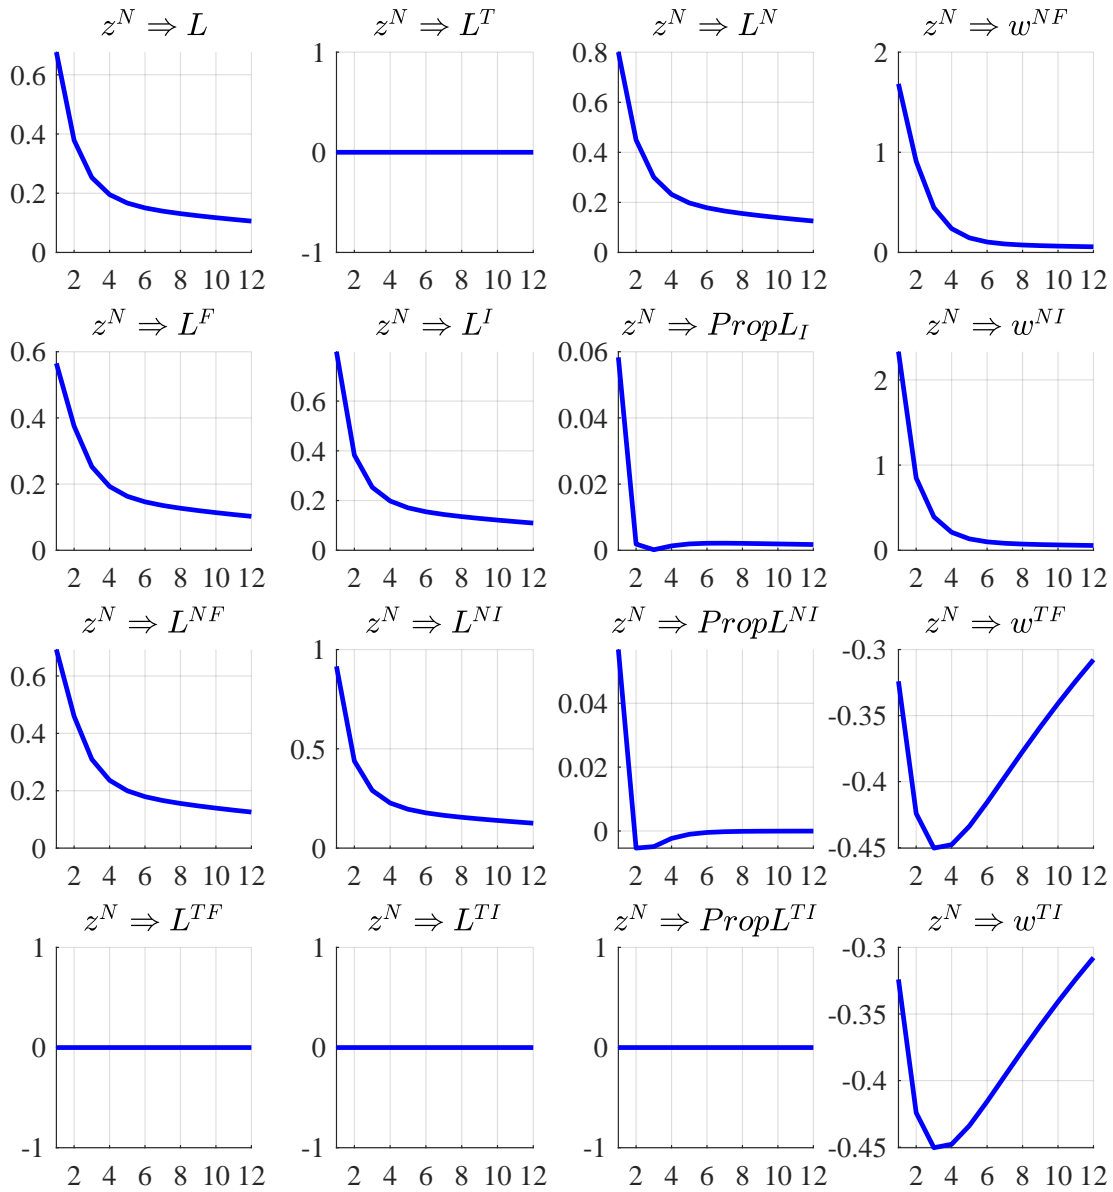 z^N ⇒ L z^N ⇒ L^T z^N ⇒ L^N z^N ⇒ w^{NF}
0.6 1 0.8 2
0.4 0.6
0.2 0 0.4 1
0.2
0 -1 0 0
2 4 6 8 10 12 2 4 6 8 10 12 2 4 6 8 10 12 2 4 6 8 10 12
z^N ⇒ L^F z^N ⇒ L^I z^N ⇒ PropL_I z^N ⇒ w^{NI}
0.6 0.06
0.6 2
0.4 0.4 0.04
0.2 0.2 0.02 1
0 0 0 0
2 4 6 8 10 12 2 4 6 8 10 12 2 4 6 8 10 12 2 4 6 8 10 12
z^N ⇒ L^{NF} z^N ⇒ L^{NI} z^N ⇒ PropL^{NI} z^N ⇒ w^{TF}
1 -0.3
0.6 0.04 -0.35
0.4 0.5 0.02 -0.4
0.2 0
0 0 -0.45
2 4 6 8 10 12 2 4 6 8 10 12 2 4 6 8 10 12 2 4 6 8 10 12
z^N ⇒ L^{TF} z^N ⇒ L^{TI} z^N ⇒ PropL^{TI} z^N ⇒ w^{TI}
1 1 1 -0.3
-0.35
0 0 0 -0.4
-1 -1 -1 -0.45
2 4 6 8 10 12 2 4 6 8 10 12 2 4 6 8 10 12 2 4 6 8 10 12